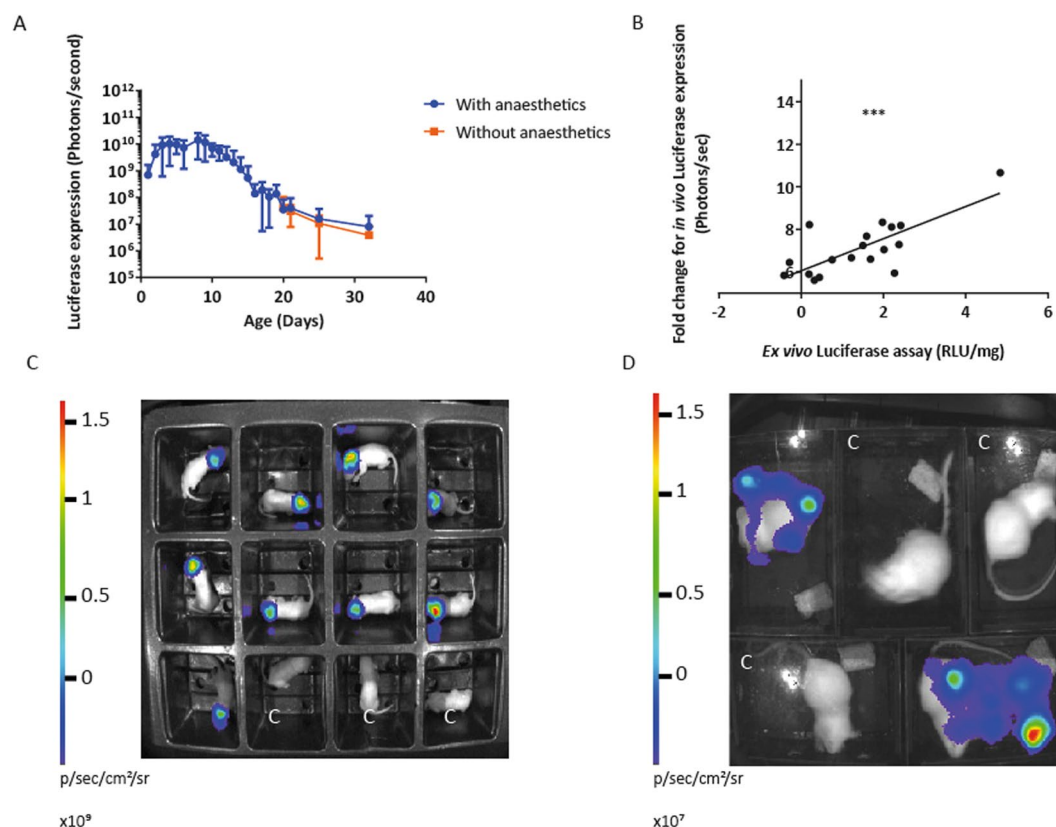 A
Luciferase expression (Photons/second)
10¹²
10¹¹
10¹⁰
10⁹
10⁸
10⁷
10⁶
10⁵
0
10
20
30
40
Age (Days)
With anaesthetics
Without anaesthetics
B
Fold change for in vivo Luciferase expression
(Photons/sec)
14
12
10
8
6
***
-2
0
2
4
6
Ex vivo Luciferase assay (RLU/mg)
C
1.5
1
0.5
0
p/sec/cm²/sr
x10⁹
C
C
C
D
1.5
1
0.5
0
p/sec/cm²/sr
x10⁷
C
C
C